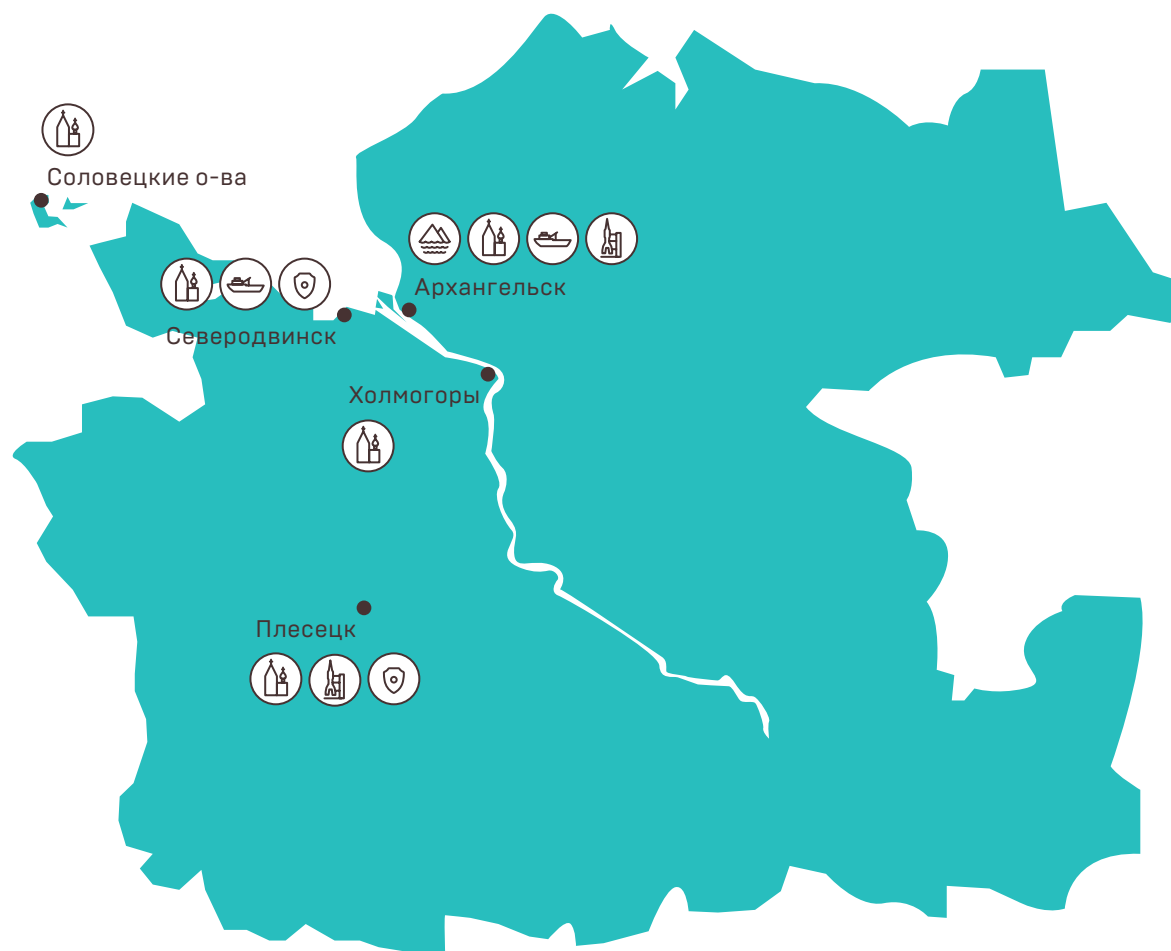 Соловецкие о-ва
Архангельск
Северодвинск
Холмогоры
Плесецк